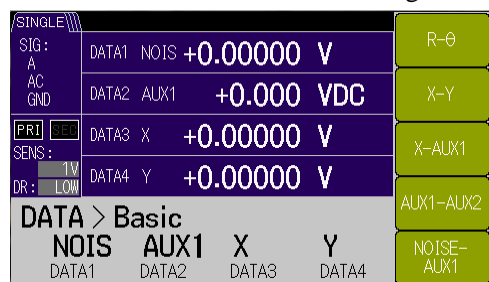 SINGLE
SIG:
A
AC
GND
PRI SEC
SENS:
1V
DR: LOW
DATA1 NOIS +0.00000 V
DATA2 AUX1 +0.000 VDC
DATA3 X +0.00000 V
DATA4 Y +0.00000 V
DATA > Basic
NOIS AUX1 X Y
DATA1 DATA2 DATA3 DATA4
R-θ
X-Y
X-AUX1
AUX1-AUX2
NOISE-
AUX1